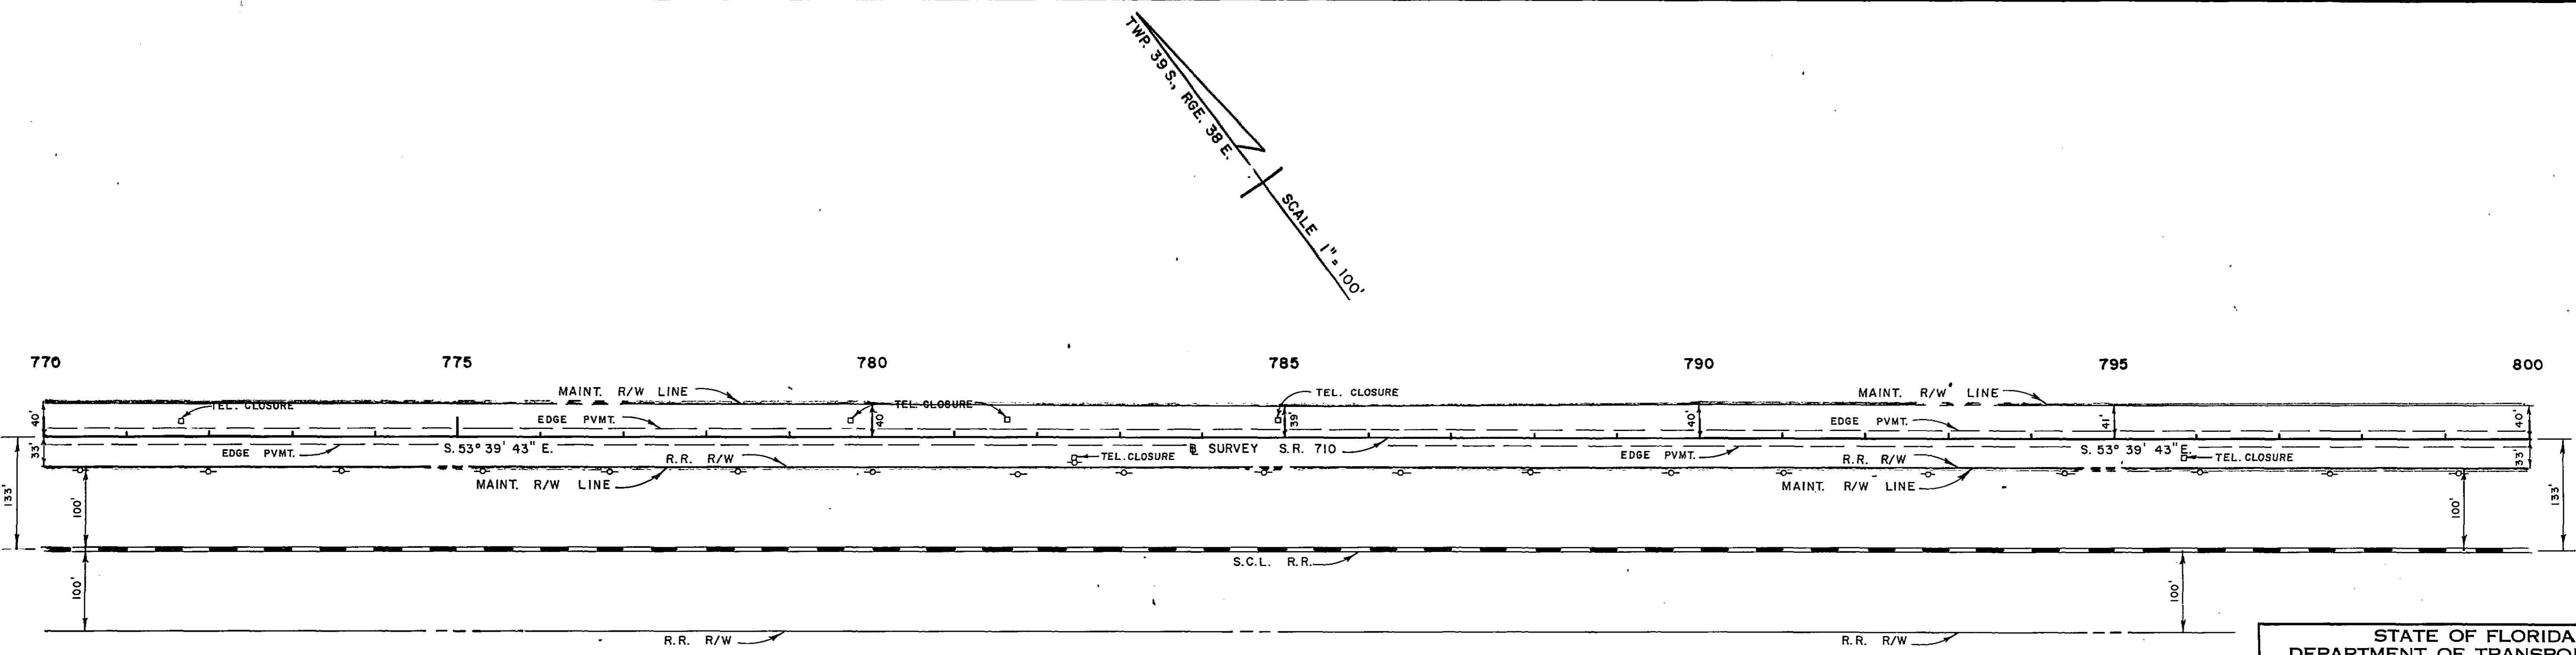 TWP. 39 S., RGE. 38 E.
SCALE 1" = 100'
770 775 780 785 790 795 800
MAINT. R/W LINE
TEL. CLOSURE
MAINT. R/W LINE
TEL. CLOSURE
TEL. CLOSURE
40'
EDGE PVMT.
40'
39'
40'
EDGE PVMT.
41'
40'
33'
EDGE PVMT.
S. 53° 39' 43" E.
R.R. R/W
TEL. CLOSURE
SURVEY S.R. 710
EDGE PVMT.
R.R. R/W
S. 53° 39' 43" E.
TEL. CLOSURE
33'
MAINT. R/W LINE
MAINT. R/W LINE
133'
100'
100'
133'
S.C.L. R.R.
100'
100'
R.R. R/W
R.R. R/W
STATE OF FLORIDA
DEPARTMENT OF TRANSPO